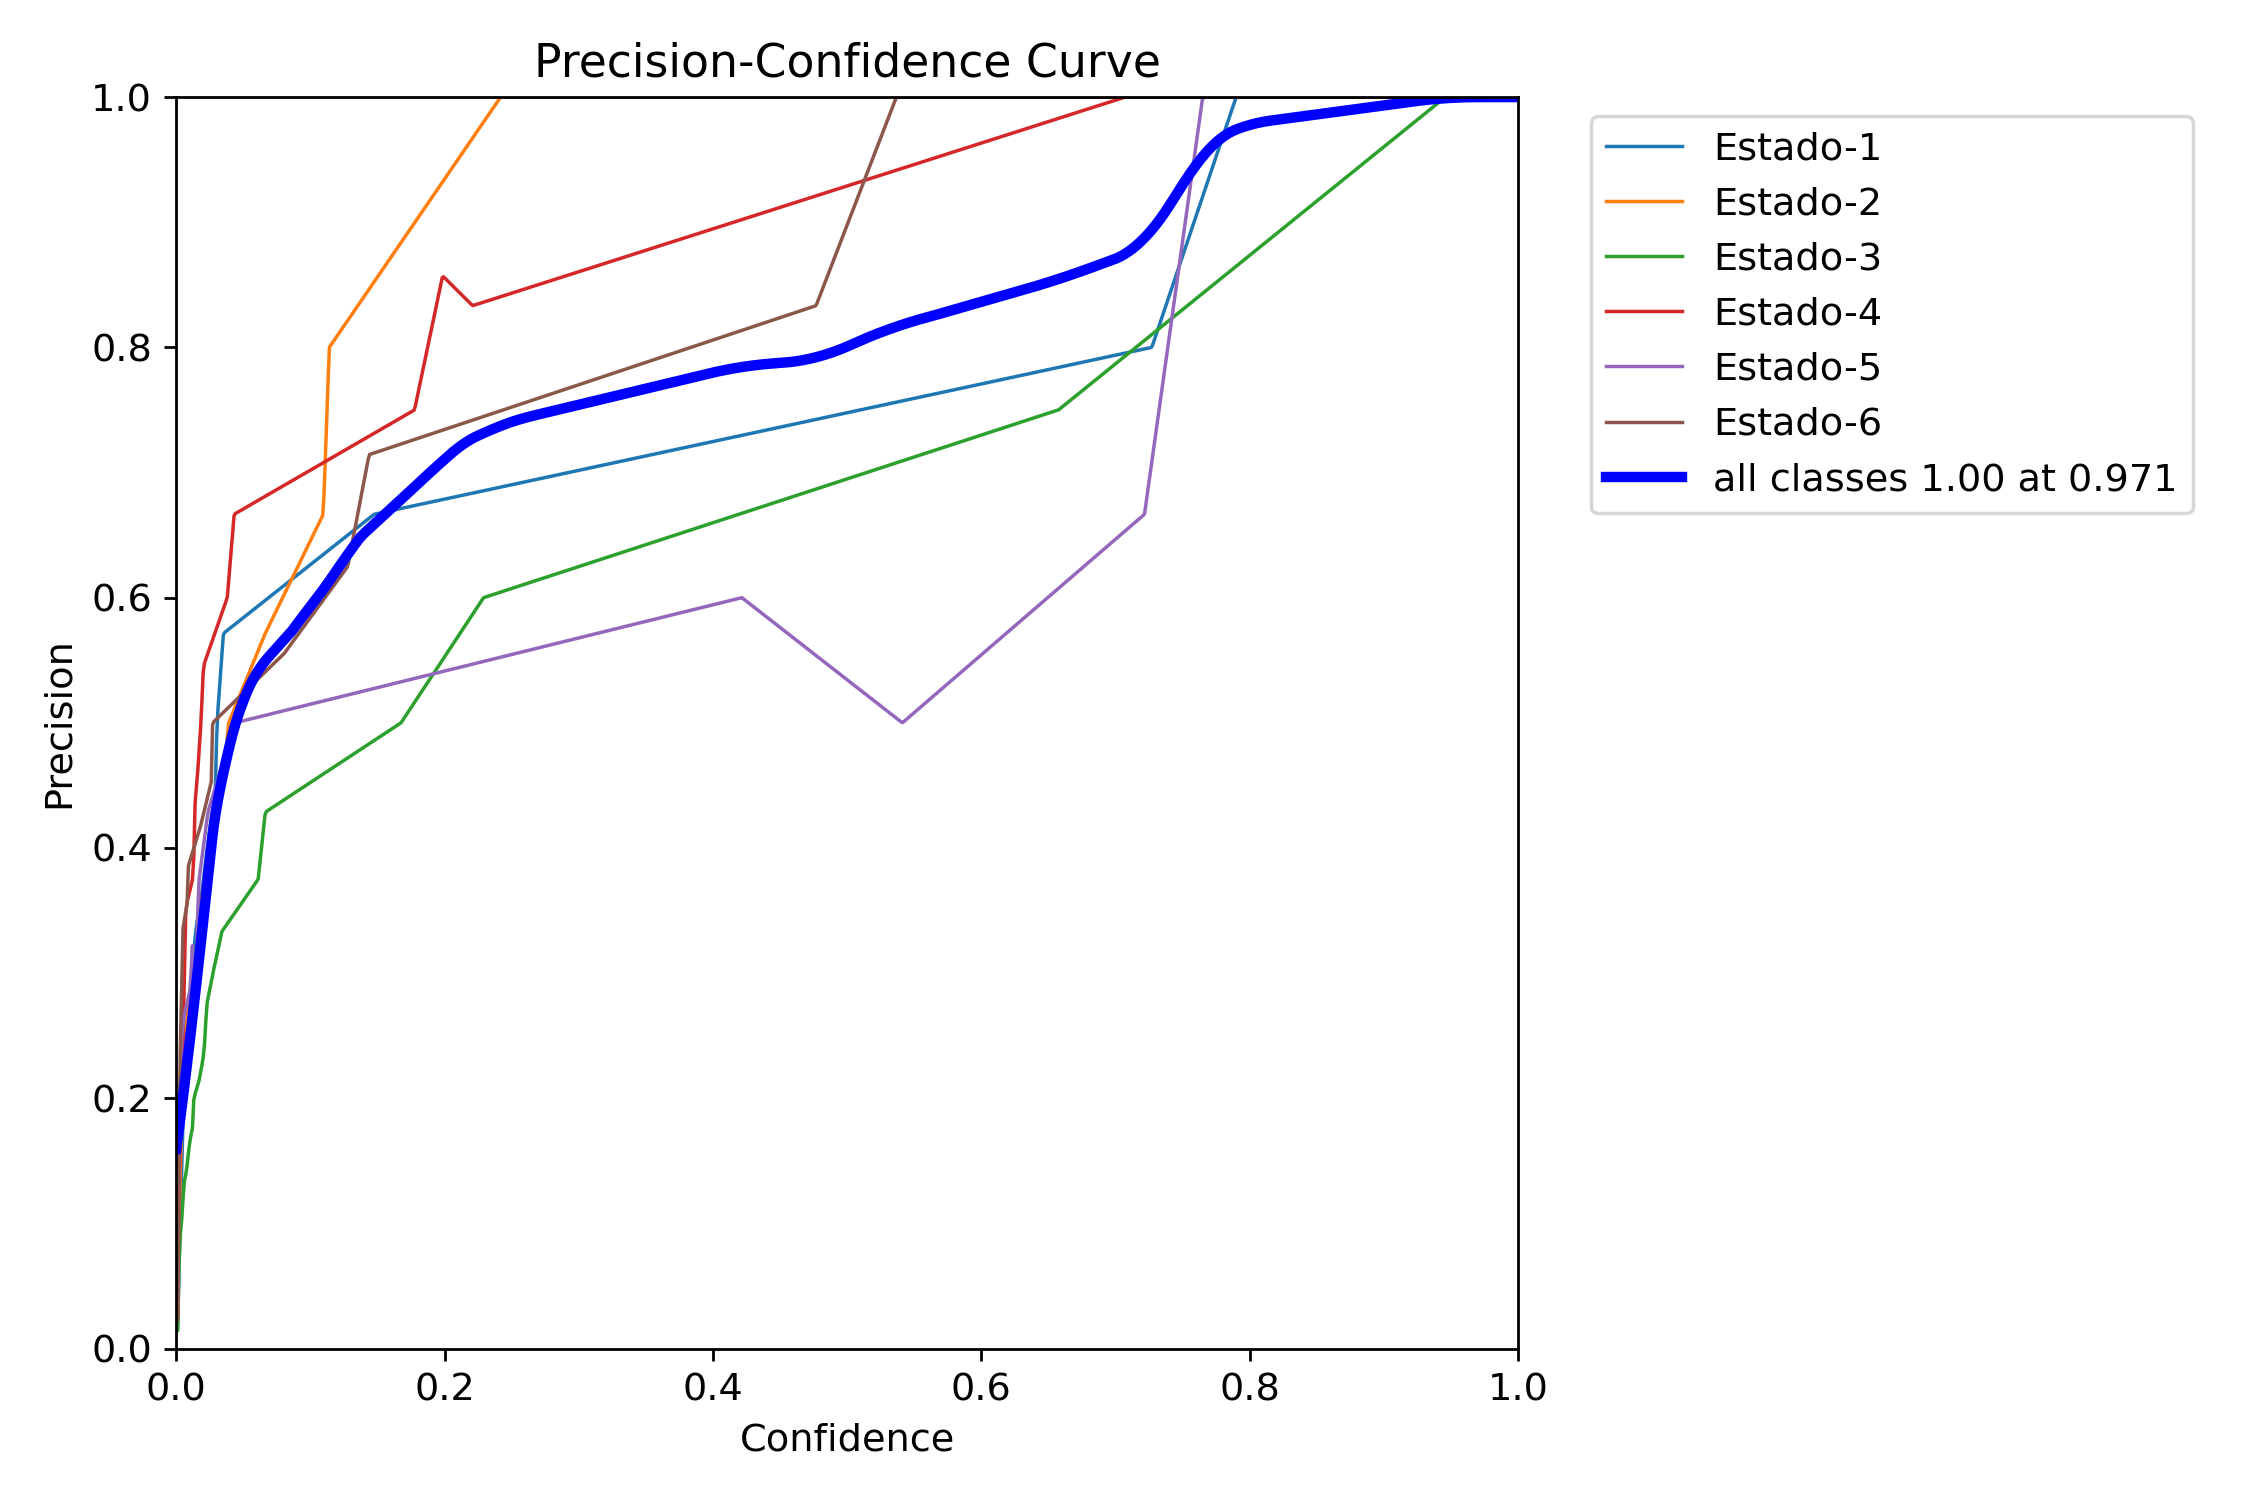 Precision-Confidence Curve
1.0
0.8
0.6
0.4
0.2
0.0
Precision
0.0 0.2 0.4 0.6 0.8 1.0
Confidence
Estado-1
Estado-2
Estado-3
Estado-4
Estado-5
Estado-6
all classes 1.00 at 0.971